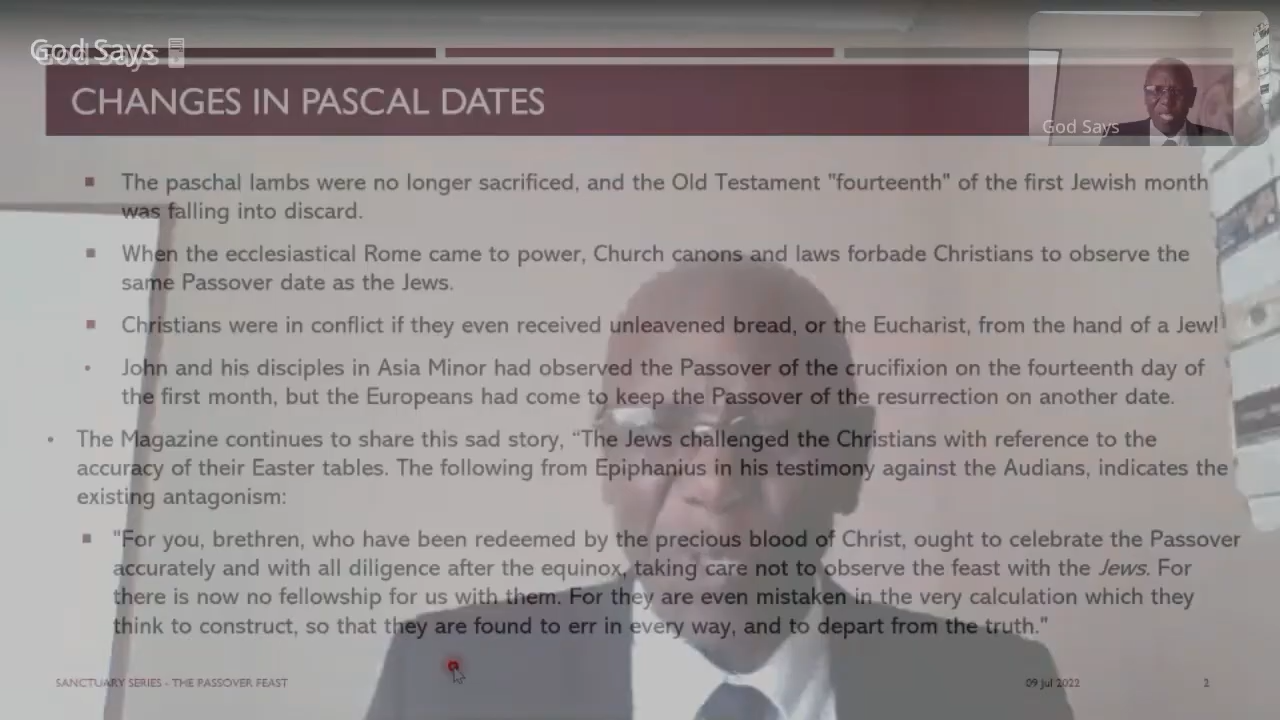 God Says
CHANGES IN PASCAL DATES
God Says
The paschal lambs were no longer sacrificed, and the Old Testament "fourteenth" of the first Jewish month
was falling into discard.
When the ecclesiastical Rome came to power, Church canons and laws forbade Christians to observe the
same Passover date as the Jews.
Christians were in conflict if they even received unleavened bread, or the Eucharist, from the hand of a Jew!
John and his disciples in Asia Minor had observed the Passover of the crucifixion on the fourteenth day of
the first month, but the Europeans had come to keep the Passover of the resurrection on another date.
The Magazine continues to share this sad story, “The Jews challenged the Christians with reference to the
accuracy of their Easter tables. The following from Epiphanius in his testimony against the Audians, indicates the
existing antagonism:
"For you, brethren, who have been redeemed by the precious blood of Christ, ought to celebrate the Passover
accurately and with all diligence after the equinox, taking care not to observe the feast with the Jews. For
there is now no fellowship for us with them. For they are even mistaken in the very calculation which they
think to construct, so that they are found to err in every way, and to depart from the truth."
SANCTUARY SERIES - THE PASSOVER FEAST
09 Jul 2022
2